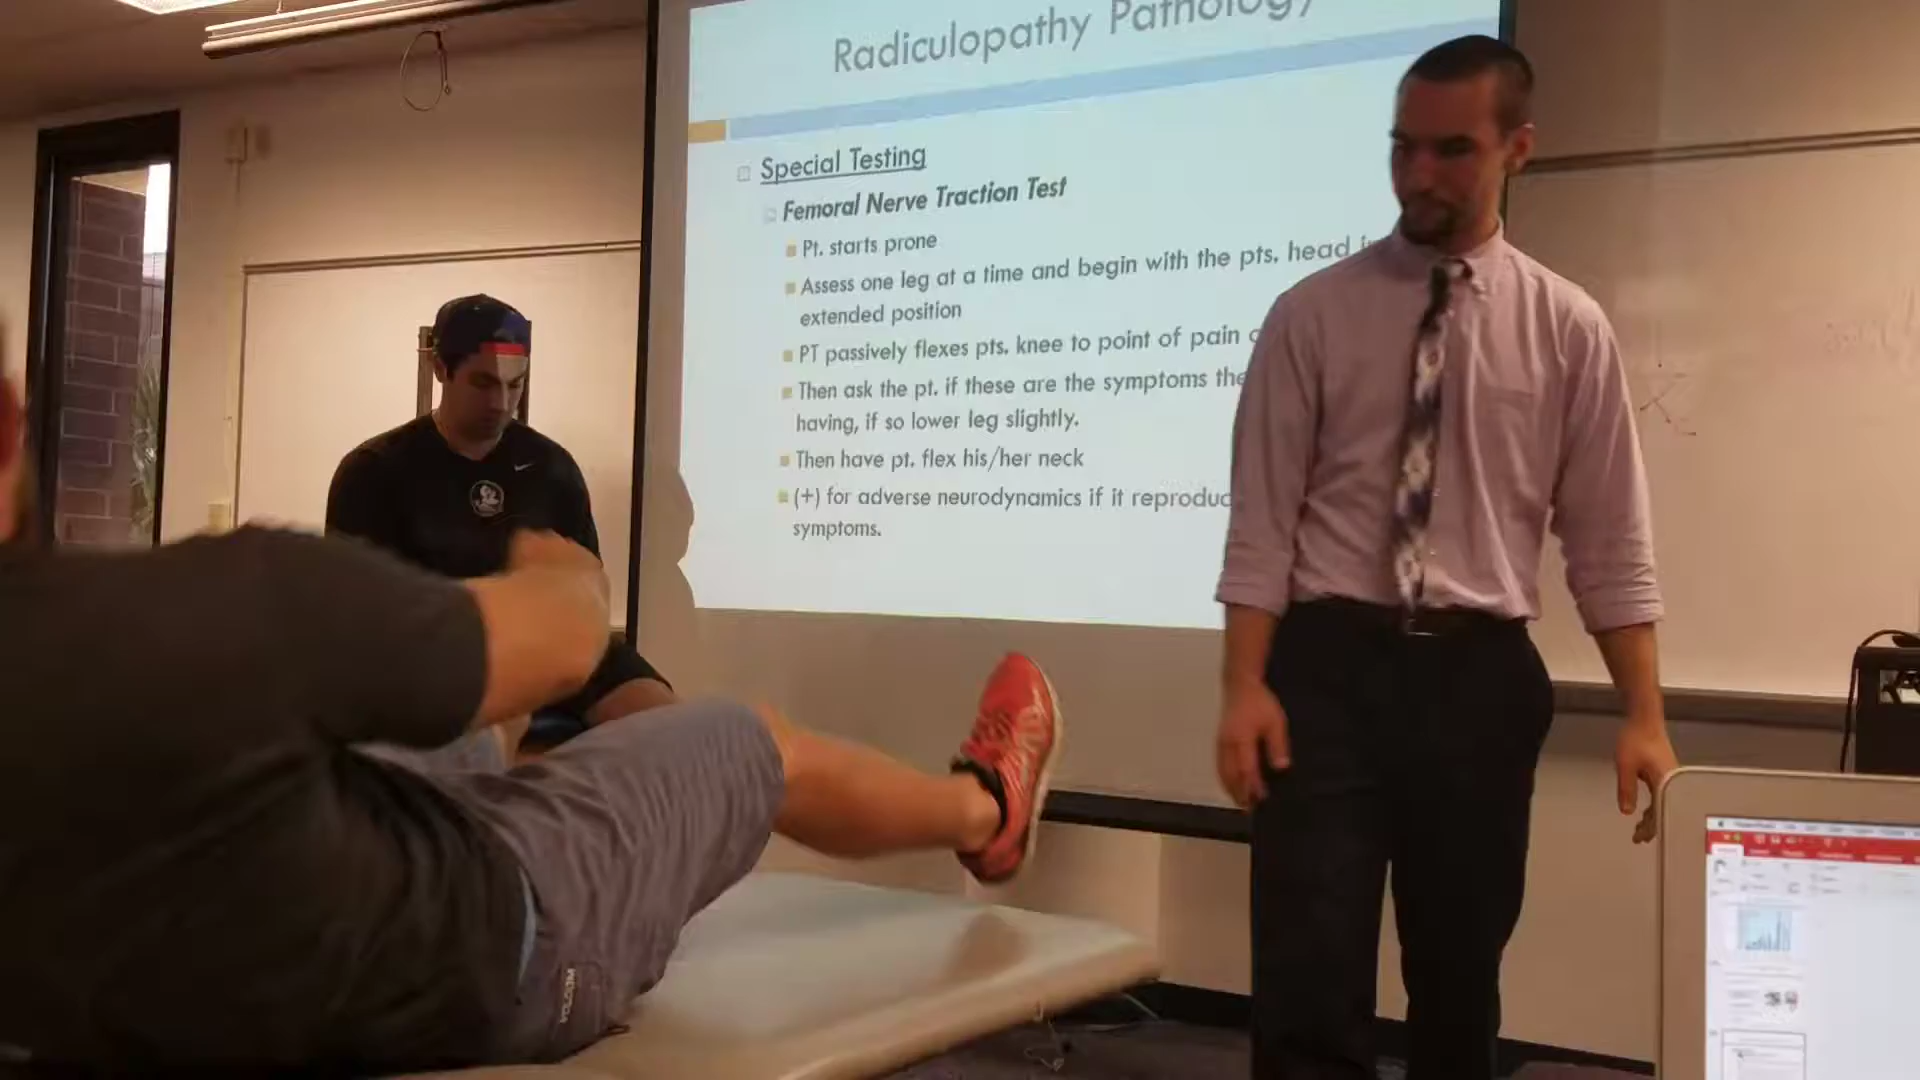 Radiculopathy Pathology
Special Testing
Femoral Nerve Traction Test
Pt. starts prone
Assess one leg at a time and begin with the pts. head
extended position
PT passively flexes pts. knee to point of pain
Then ask the pt. if these are the symptoms
having, if so lower leg slightly.
Then have pt. flex his/her neck
(+) for adverse neurodynamics if it
symptoms.
VOLCOM